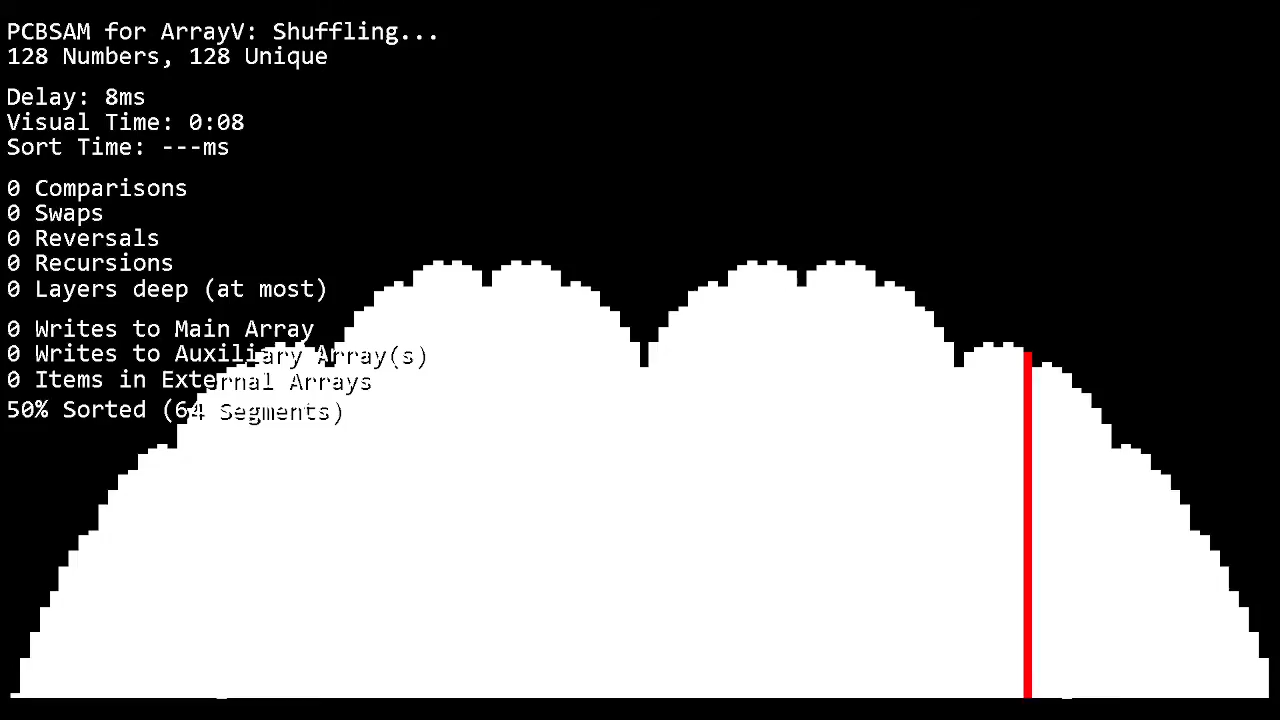 PCBSAM for ArrayV: Shuffling...
128 Numbers, 128 Unique
Delay: 8ms
Visual Time: 0:08
Sort Time: ---ms
0 Comparisons
0 Swaps
0 Reversals
0 Recursions
0 Layers deep (at most)
0 Writes to Main Array
0 Writes to Auxiliary Array(s)
0 Items in External Arrays
50% Sorted (64 Segments)